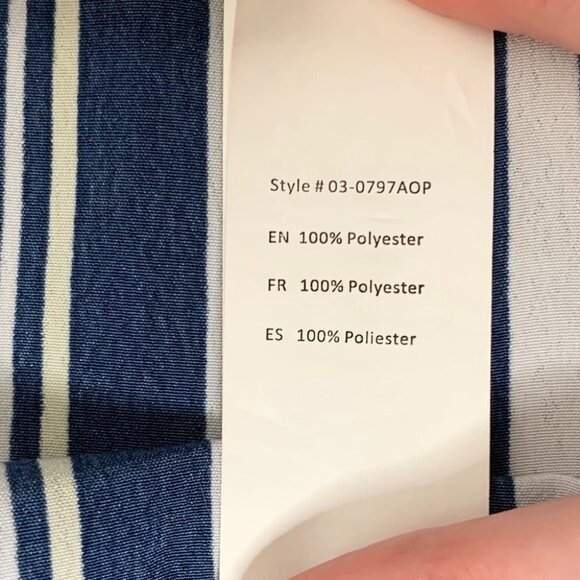 Style # 03-0797AOP
EN 100% Polyester
FR 100% Polyester
ES 100% Poliester